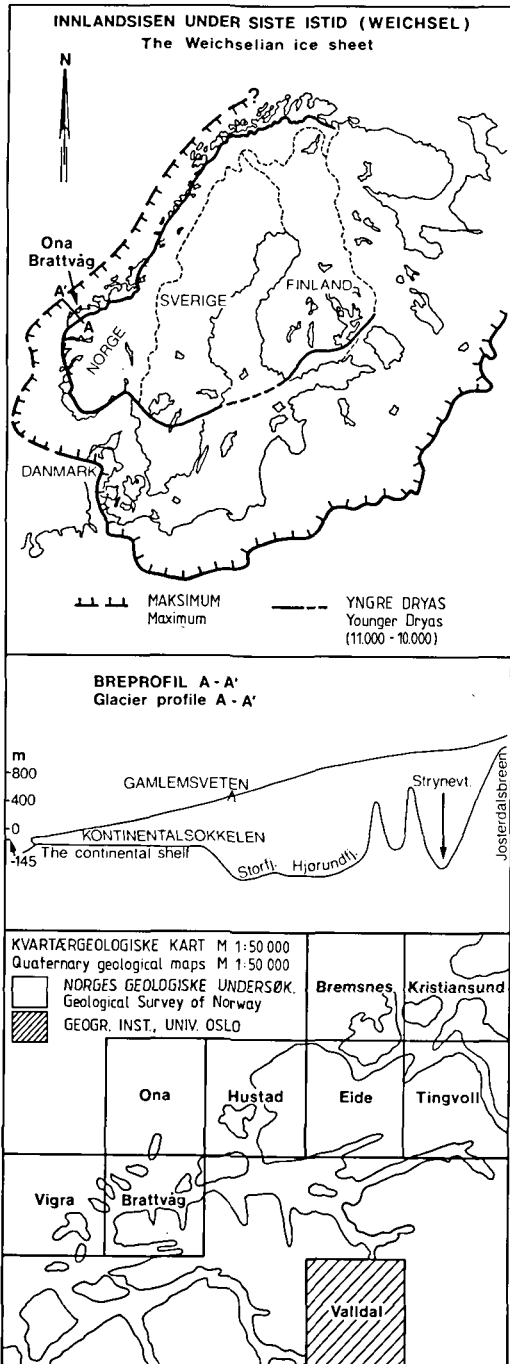 INNLANDSISEN UNDER SISTE ISTID (WEICHSEL)
The Weichselian ice sheet
N
?
Ona
Brattvåg
A'
A
NORGE
SVERIGE
FINLAND
DANMARK
MAKSIMUM
Maximum
YNGRE DRYAS
Younger Dryas
(11.000 - 10.000)
BREPROFIL A - A'
Glacier profile A - A'
m
800
400
0
-145
GAMLEMSVETEN
Strynevt.
KONTINENTALSOKKELEN
The continental shelf
Storfj.
Hjørundfj.
Josterdalsbreen
KVARTÆRGEOLOGISKE KART M 1:50 000
Quaternary geological maps M 1:50 000
NORGES GEOLOGISKE UNDERSØK.
Geological Survey of Norway
GEOGR. INST., UNIV. OSLO
Bremsnes
Kristiansund
Ona
Hustad
Eide
Tingvoll
Vigra
Brattvåg
Valldal